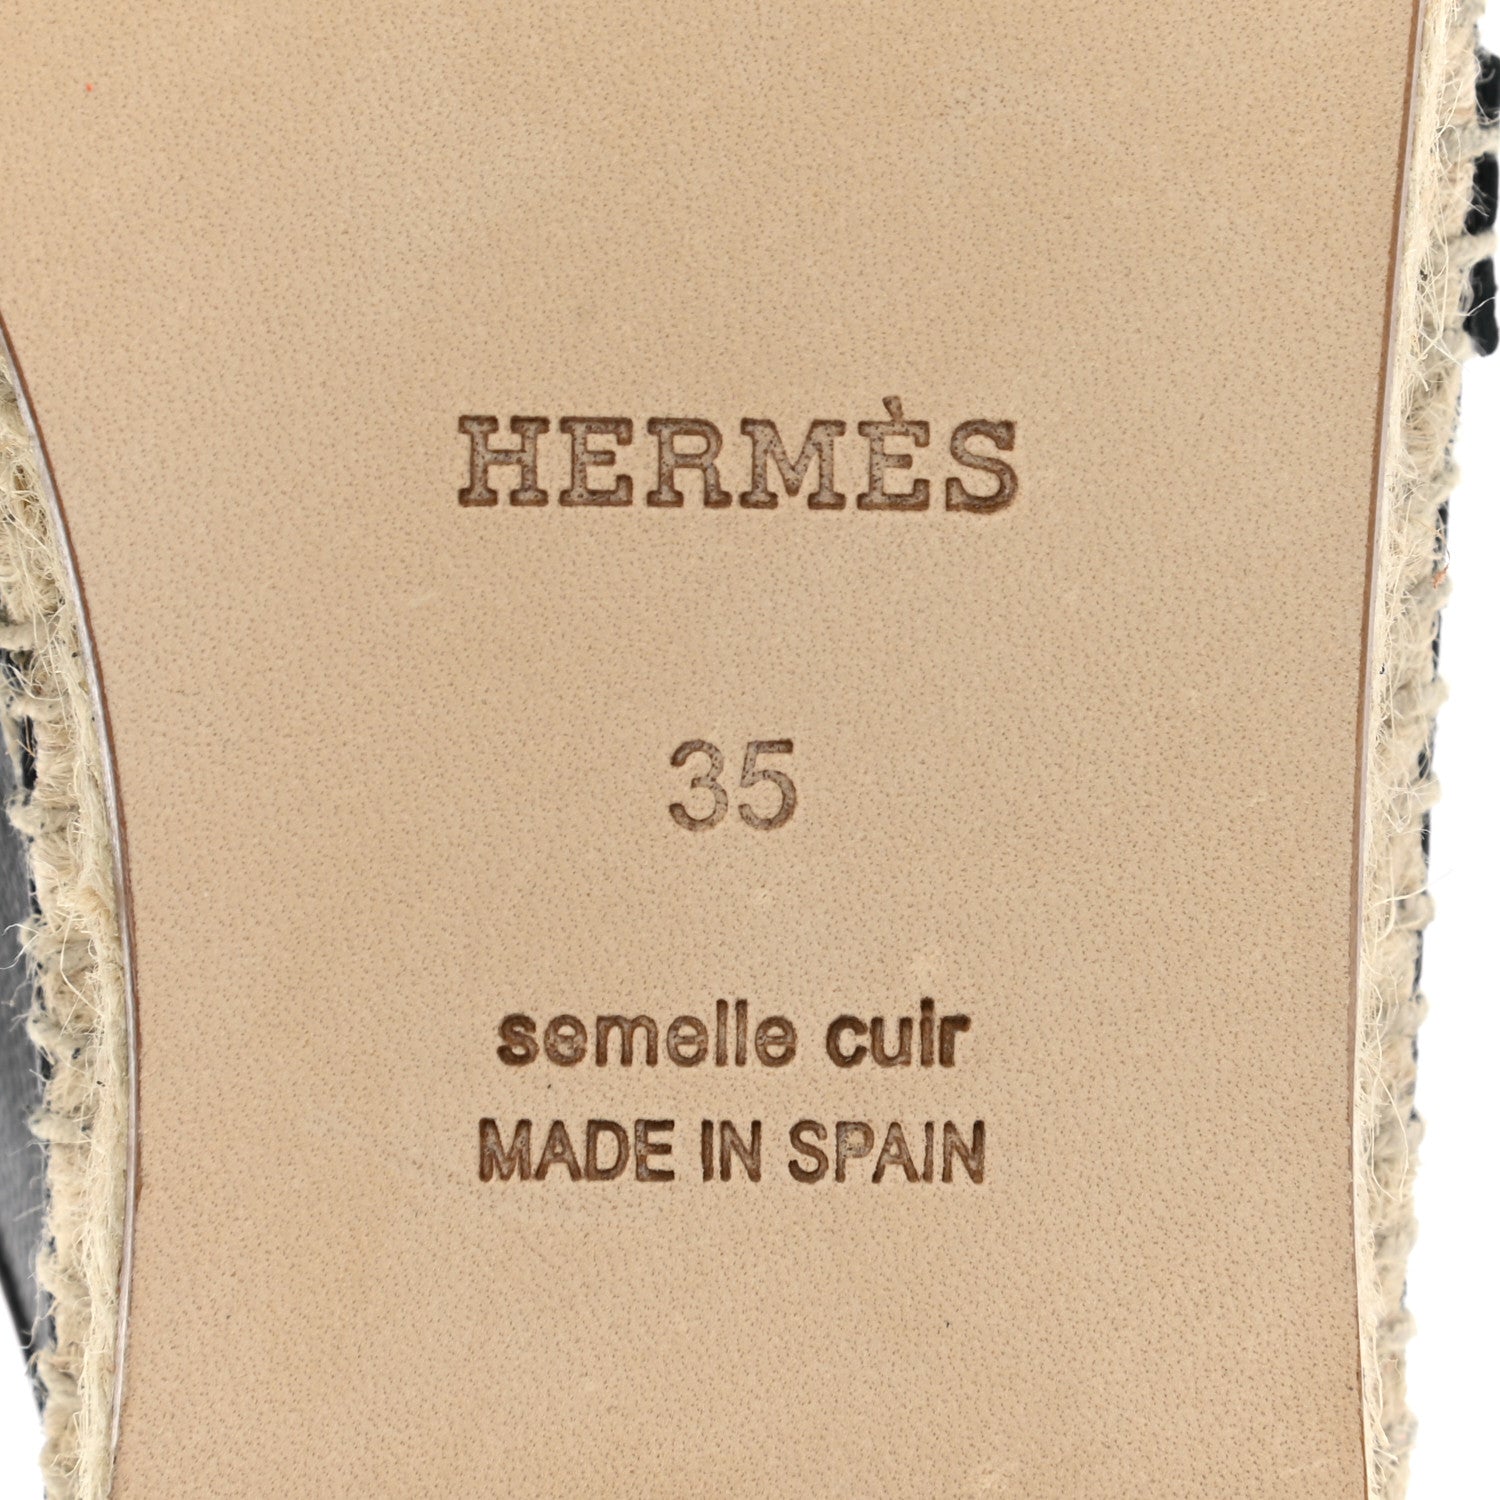 HERMÈS
35
semelle cuir
MADE IN SPAIN